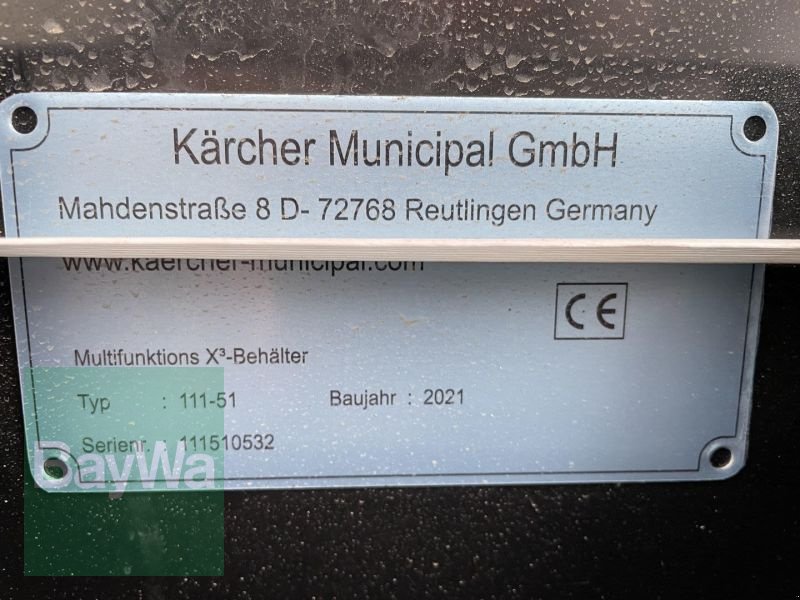 Kärcher Municipal GmbH
Mahdenstraße 8 D- 72768 Reutlingen Germany
www.kaercher-municipal.com
CE
Multifunktions X³-Behälter
Typ : 111-51 Baujahr : 2021
Serienr. 111510532
BayWa